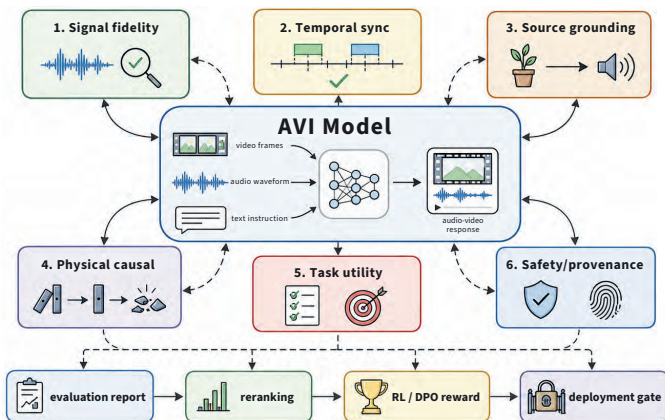 1. Signal fidelity
2. Temporal sync
3. Source grounding
AVI Model
video frames
audio waveform
text instruction
audio-video
response
4. Physical causal
5. Task utility
6. Safety/provenance
evaluation report
reranking
RL / DPO reward
deployment gate